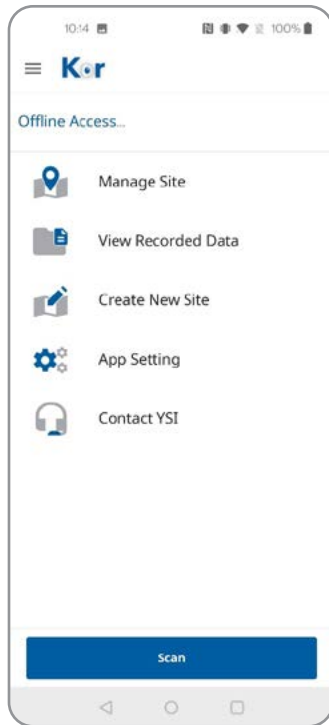 10:14
100%
Kor
Offline Access...
Manage Site
View Recorded Data
Create New Site
App Setting
Contact YSI
Scan